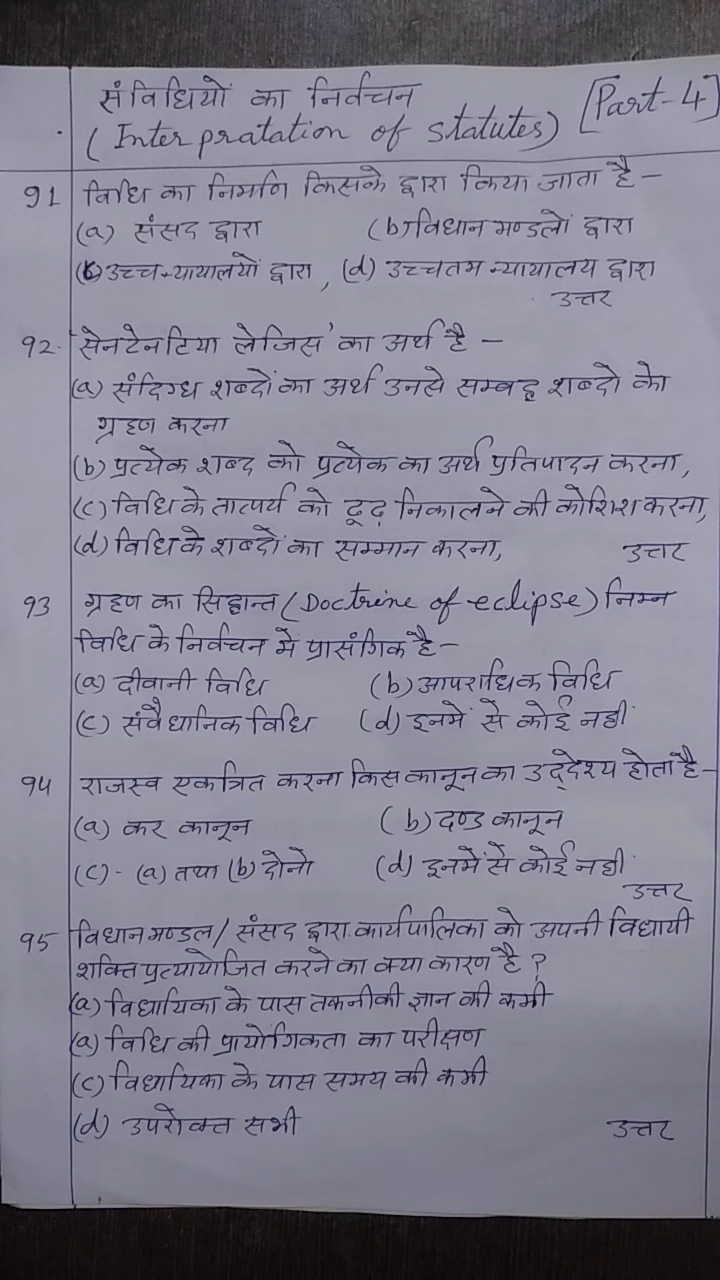 संविधियों का निर्वचन [Part-4]
(Interpratation of statutes)
91 विधि का निर्माण किसके द्वारा किया जाता है -
(a) संसद द्वारा (b) विधान मण्डलों द्वारा
(c) उच्च न्यायालयों द्वारा, (d) उच्चतम न्यायालय द्वारा
उत्तर
92. 'सेनटेनटिया लेजिस' का अर्थ है -
(a) संदिग्ध शब्दों का अर्थ उनसे सम्बद्ध शब्दो को
ग्रहण करना
(b) प्रत्येक शब्द को प्रत्येक का अर्थ प्रतिपादन करना,
(c) विधि के तात्पर्य को ढूढ़ निकालने की कोशिश करना,
(d) विधि के शब्दों का सम्मान करना, उत्तर
93 ग्रहण का सिद्धान्त (Doctrine of eclipse) निम्न
विधि के निर्वचन में प्रासंगिक है -
(a) दीवानी विधि (b) आपराधिक विधि
(c) संवैधानिक विधि (d) इनमें से कोई नहीं
94 राजस्व एकत्रित करना किस कानून का उद्देश्य होता है -
(a) कर कानून (b) दण्ड कानून
(c) - (a) तथा (b) दोनो (d) इनमें से कोई नही
उत्तर
95 विधान मण्डल / संसद द्वारा कार्यपालिका को अपनी विधायी
शक्ति प्रत्यायोजित करने का क्या कारण है ?
(a) विधायिका के पास तकनीकी ज्ञान की कमी
(a) विधि की प्रायोगिकता का परीक्षण
(c) विधायिका के पास समय की कमी
(d) उपरोक्त सभी उत्तर